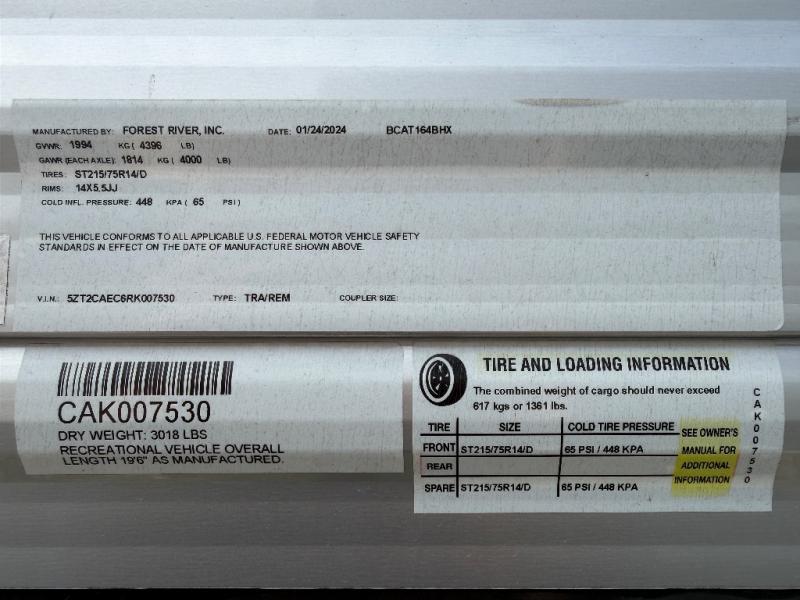 MANUFACTURED BY: FOREST RIVER, INC. DATE: 01/24/2024 BCAT164BHX
GVWR: 1994 KG ( 4396 LB)
GAWR (EACH AXLE): 1814 KG ( 4000 LB)
TIRES: ST215/75R14/D
RIMS: 14X5.5JJ
COLD INFL. PRESSURE: 448 KPA ( 65 PSI )
THIS VEHICLE CONFORMS TO ALL APPLICABLE U.S. FEDERAL MOTOR VEHICLE SAFETY
STANDARDS IN EFFECT ON THE DATE OF MANUFACTURE SHOWN ABOVE.
V.I.N.: 5ZT2CAEC6RK007530 TYPE: TRA/REM COUPLER SIZE:
CAK007530
DRY WEIGHT: 3018 LBS
RECREATIONAL VEHICLE OVERALL
LENGTH 19'6" AS MANUFACTURED.
TIRE AND LOADING INFORMATION
The combined weight of cargo should never exceed
617 kgs or 1361 lbs.
TIRE SIZE COLD TIRE PRESSURE
FRONT ST215/75R14/D 65 PSI / 448 KPA
REAR
SPARE ST215/75R14/D 65 PSI / 448 KPA
SEE OWNER'S
MANUAL FOR
ADDITIONAL
INFORMATION
CAK007530